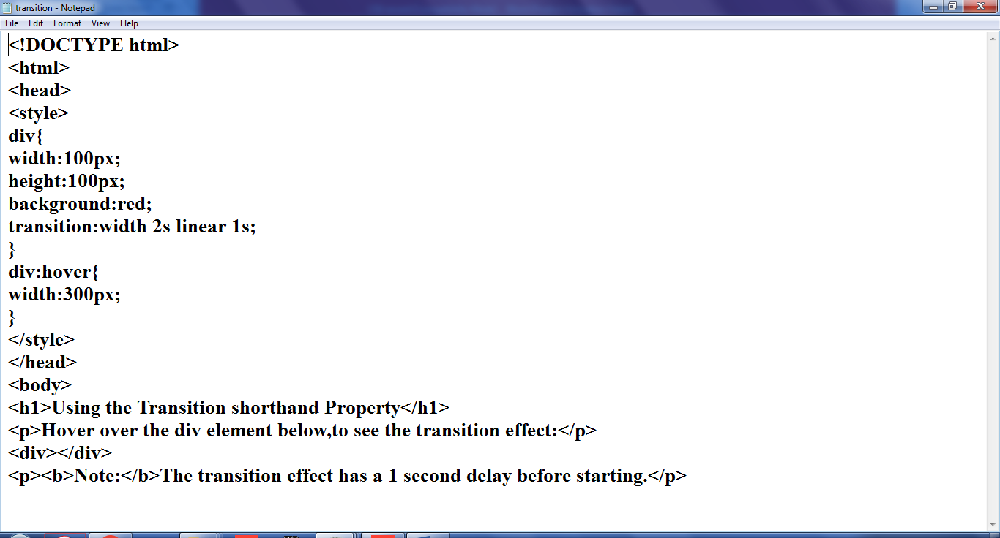 transition - Notepad
File Edit Format View Help
<!DOCTYPE html>
<html>
<head>
<style>
div{
width:100px;
height:100px;
background:red;
transition:width 2s linear 1s;
}
div:hover{
width:300px;
}
</style>
</head>
<body>
<h1>Using the Transition shorthand Property</h1>
<p>Hover over the div element below,to see the transition effect:</p>
<div></div>
<p><b>Note:</b>The transition effect has a 1 second delay before starting.</p>